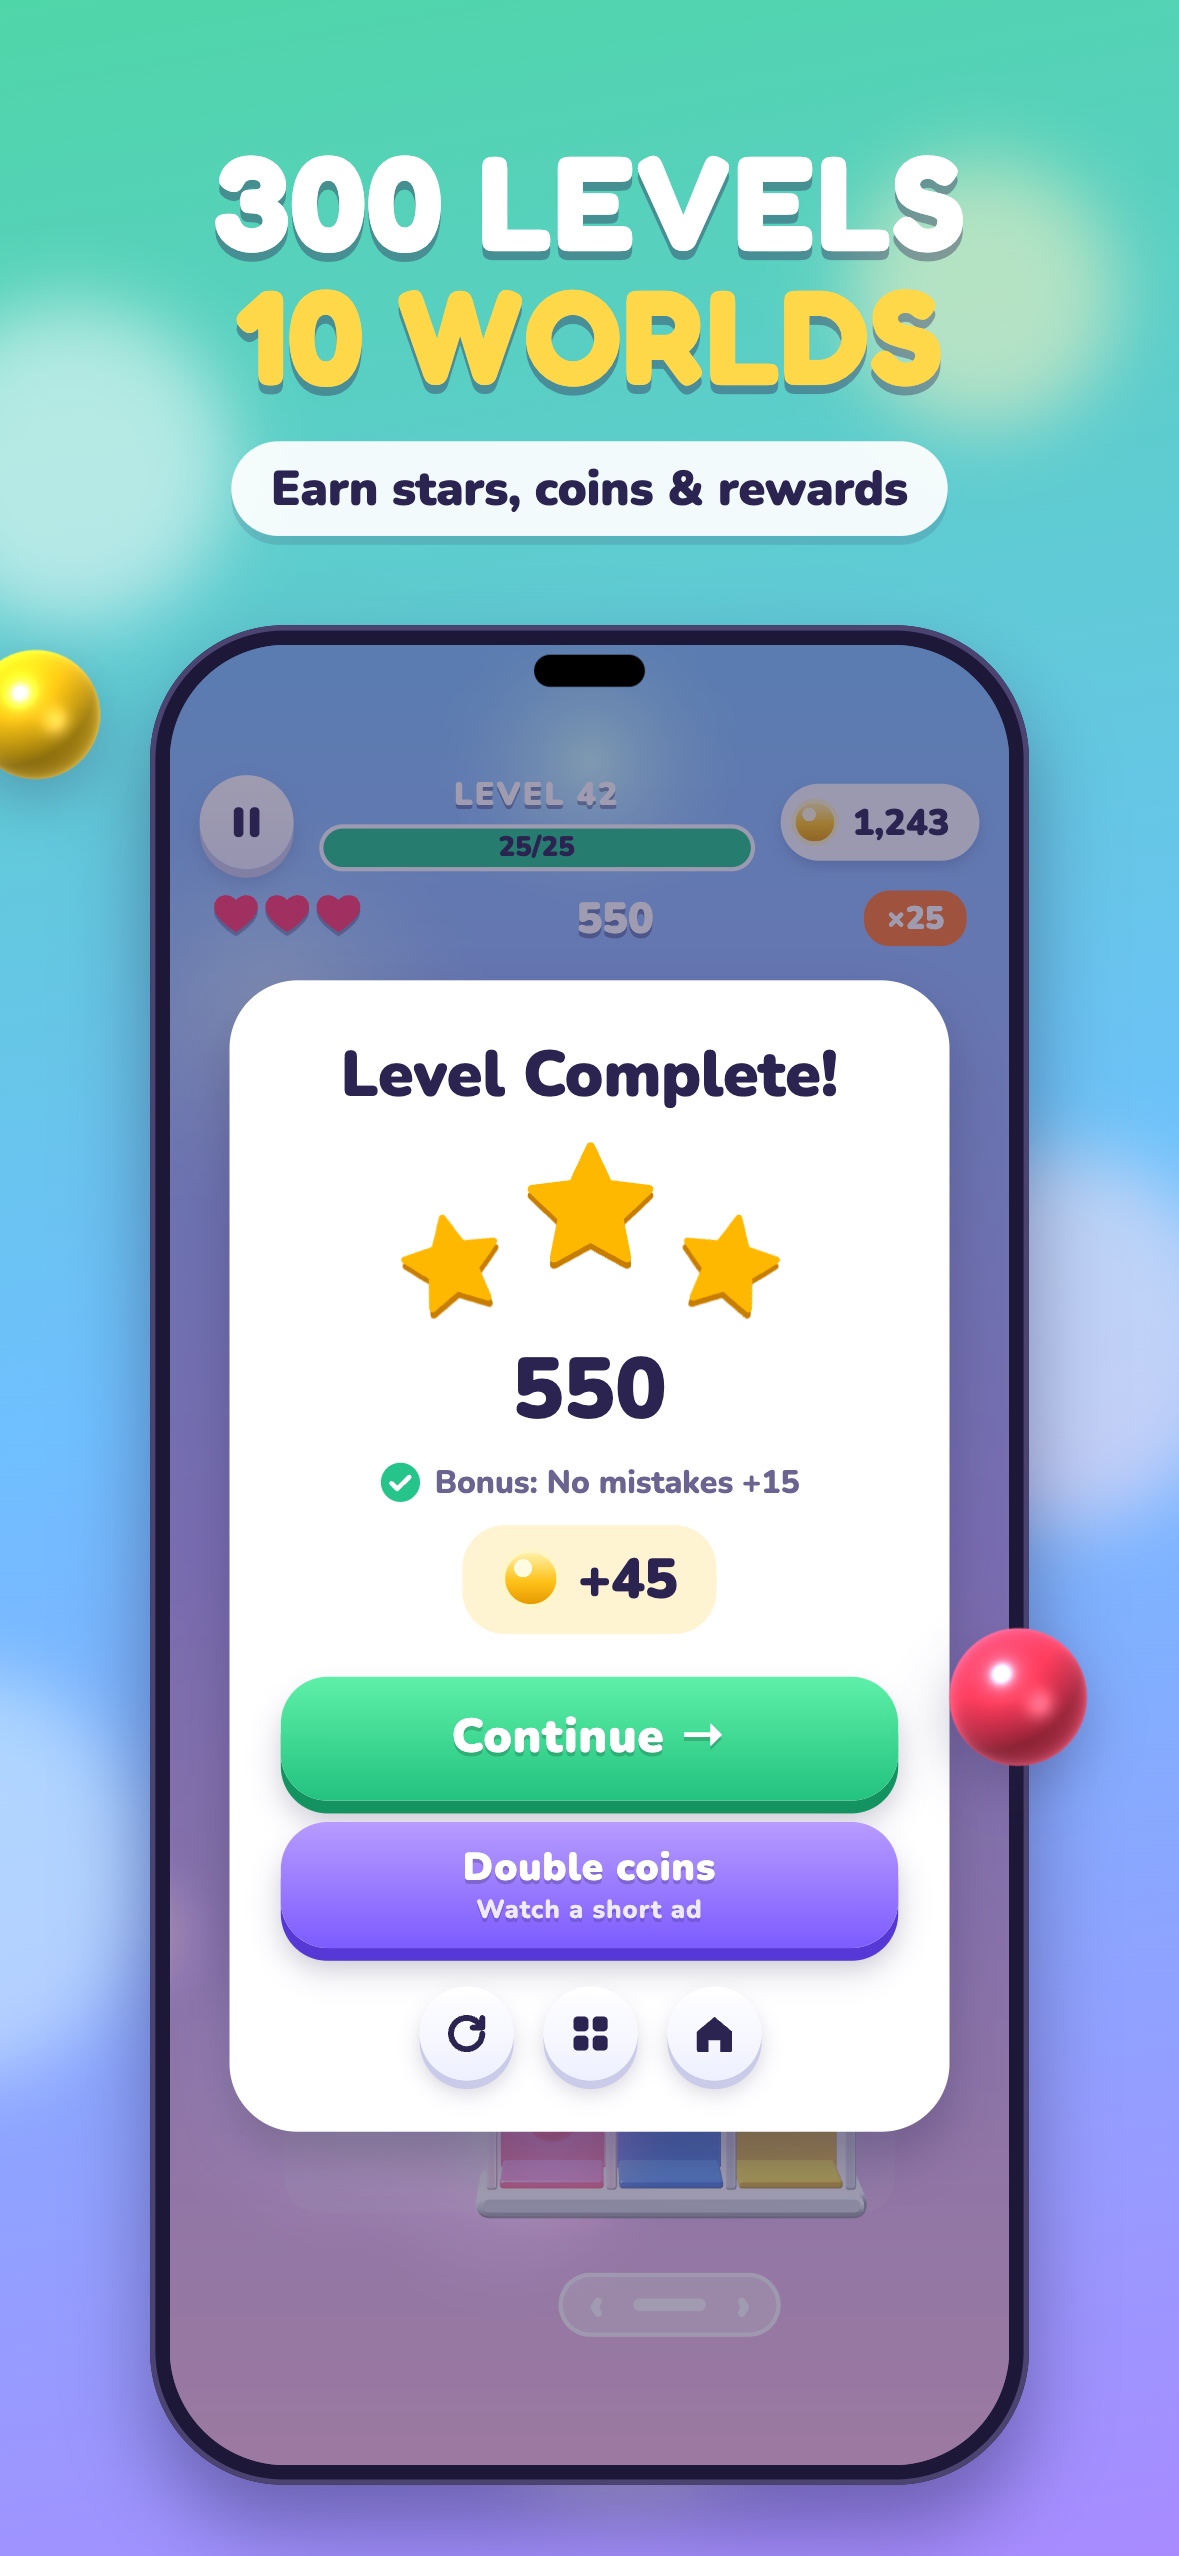 300 LEVELS
10 WORLDS
Earn stars, coins & rewards
LEVEL 42
25/25
1,243
550
×25
Level Complete!
550
Bonus: No mistakes +15
+45
Continue →
Double coins
Watch a short ad